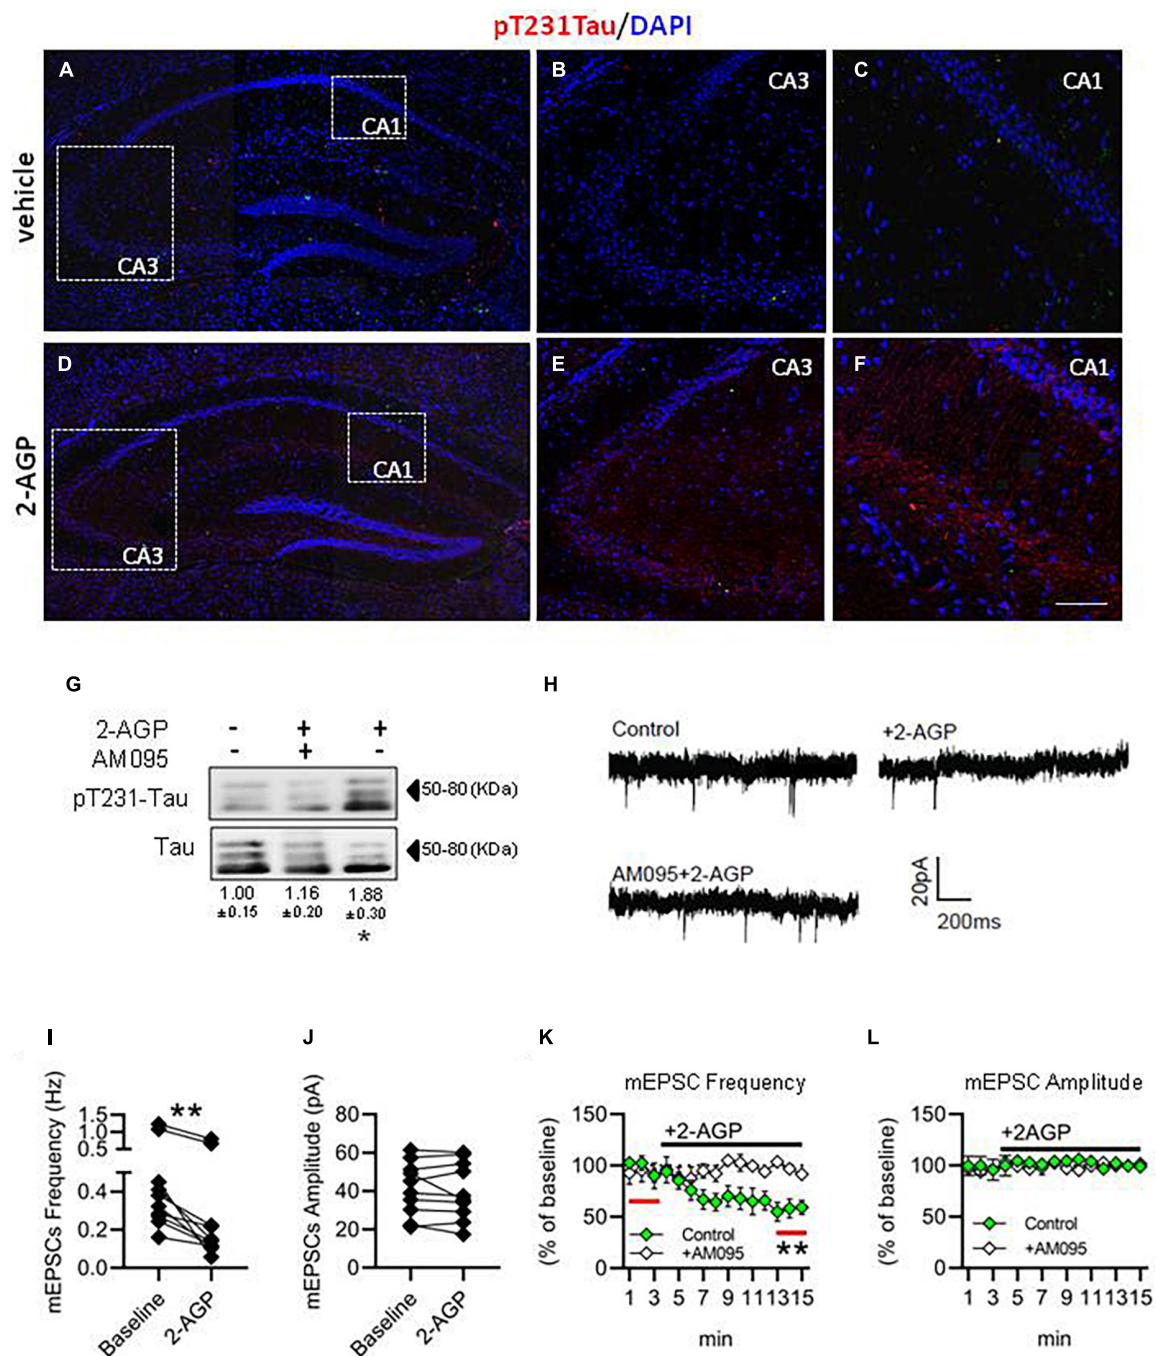 pT231Tau/DAPI
vehicle
A
CA1
CA3
B
CA3
C
CA1
2-AGP
D
CA1
CA3
E
CA3
F
CA1
G
2-AGP - + +
AM095 - + -
pT231-Tau
50-80 (KDa)
Tau
50-80 (KDa)
1.00 1.16 1.88
±0.15 ±0.20 ±0.30
*
H
Control
+2-AGP
AM095+2-AGP
20pA
200ms
I
mEPSCs Frequency (Hz)
1.5
1.0
0.5
0.4
0.2
0.0
**
Baseline
2-AGP
J
mEPSCs Amplitude (pA)
80
60
40
20
0
Baseline
2-AGP
K
mEPSC Frequency
(% of baseline)
150
100
50
0
+2-AGP
Control
+AM095
**
1 3 5 7 9 11 13 15
min
L
mEPSC Amplitude
(% of baseline)
150
100
50
0
+2AGP
Control
+AM095
1 3 5 7 9 11 13 15
min